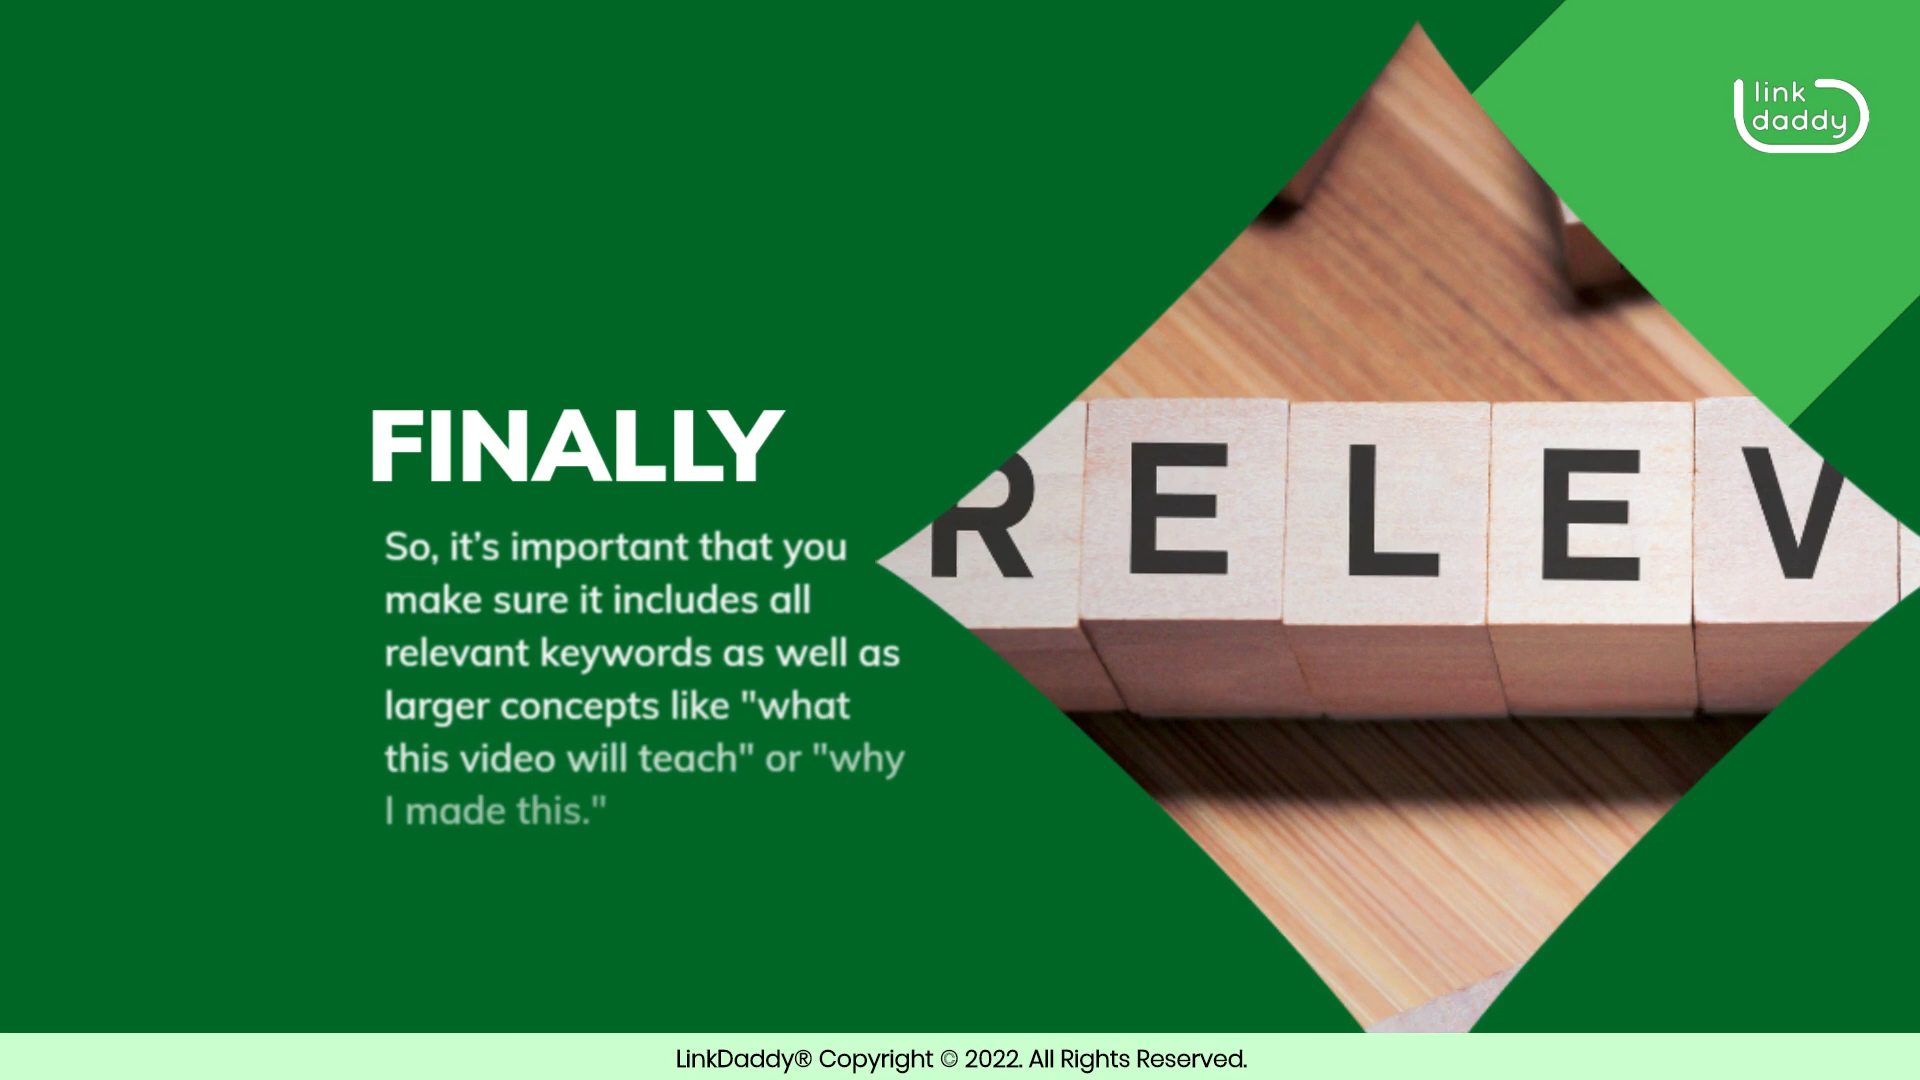 link
daddy
FINALLY
So, it’s important that you
make sure it includes all
relevant keywords as well as
larger concepts like "what
this video will teach" or "why
I made this."
RELEV
LinkDaddy® Copyright © 2022. All Rights Reserved.